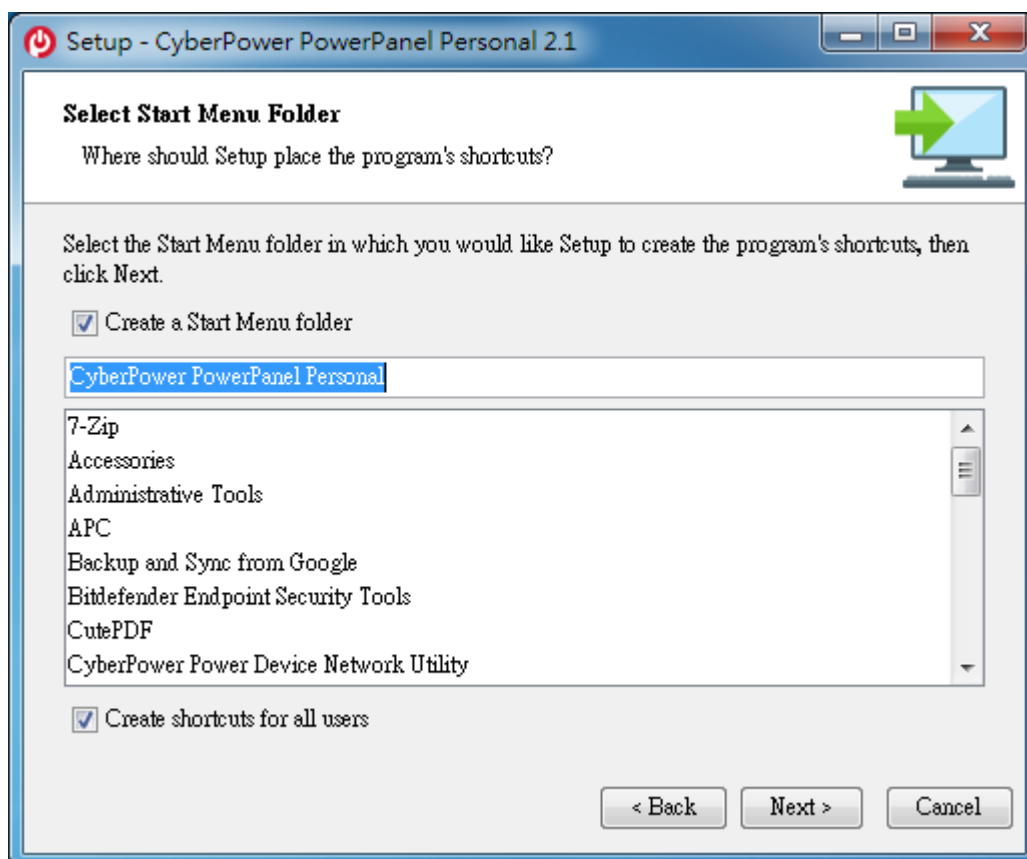 Setup - CyberPower PowerPanel Personal 2.1
Select Start Menu Folder
Where should Setup place the program's shortcuts?
Select the Start Menu folder in which you would like Setup to create the program's shortcuts, then
click Next.
Create a Start Menu folder
CyberPower PowerPanel Personal
7-Zip
Accessories
Administrative Tools
APC
Backup and Sync from Google
Bitdefender Endpoint Security Tools
CutePDF
CyberPower Power Device Network Utility
Create shortcuts for all users
< Back Next > Cancel